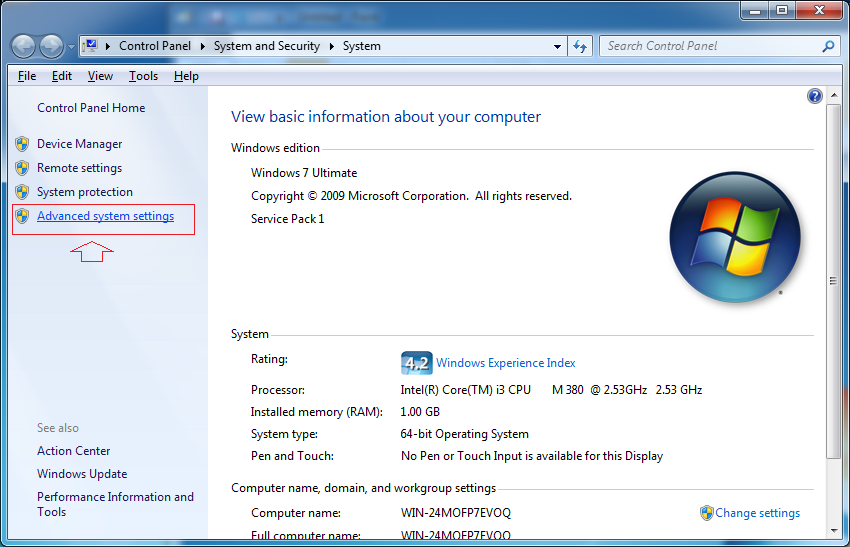 Control Panel System and Security System
Search Control Panel
File Edit View Tools Help
Control Panel Home
Device Manager
Remote settings
System protection
Advanced system settings
See also
Action Center
Windows Update
Performance Information and
Tools
View basic information about your computer
Windows edition
Windows 7 Ultimate
Copyright © 2009 Microsoft Corporation. All rights reserved.
Service Pack 1
System
Rating: 4.2 Windows Experience Index
Processor: Intel(R) Core(TM) i3 CPU M 380 @ 2.53GHz 2.53 GHz
Installed memory (RAM): 1.00 GB
System type: 64-bit Operating System
Pen and Touch: No Pen or Touch Input is available for this Display
Computer name, domain, and workgroup settings
Computer name: WIN-24MOFP7EVOQ Change settings
Full computer name: WIN-24MOFP7EVOQ